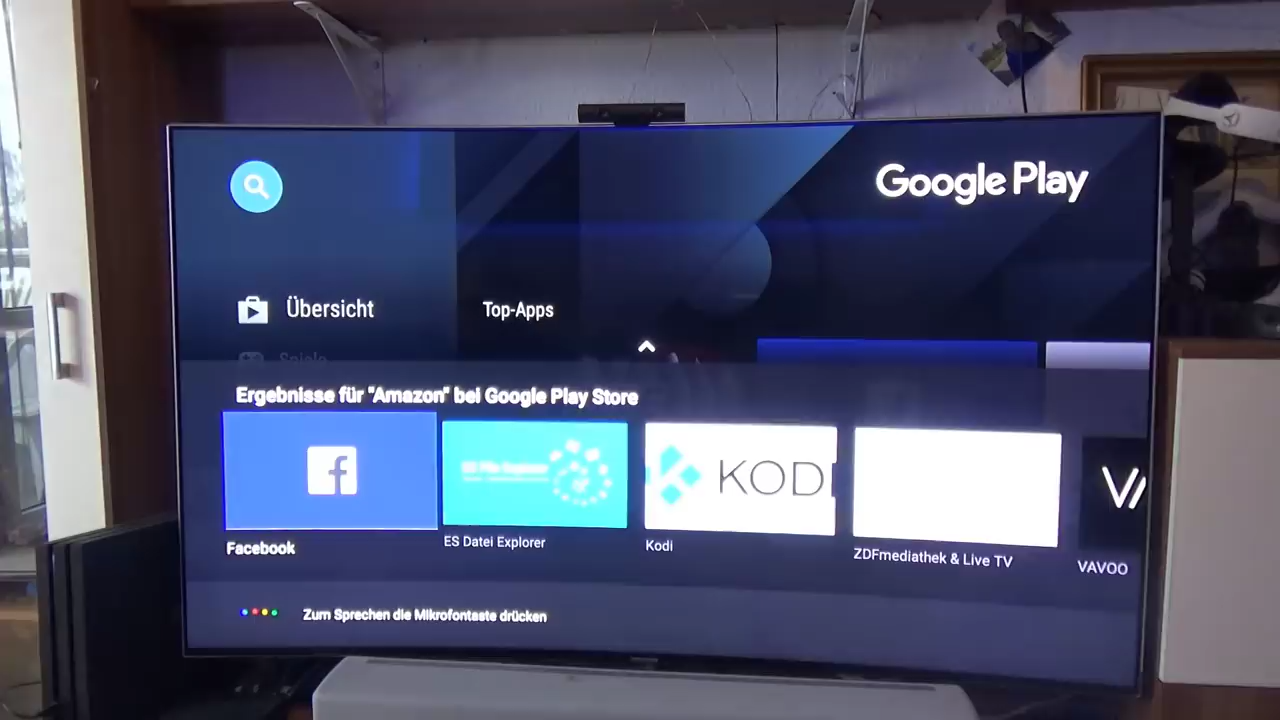 Google Play
Übersicht
Top-Apps
Spiele
Ergebnisse für "Amazon" bei Google Play Store
KODI
Facebook
ES Datei Explorer
Kodi
ZDFmediathek & Live TV
VAVOO
Zum Sprechen die Mikrofontaste drücken